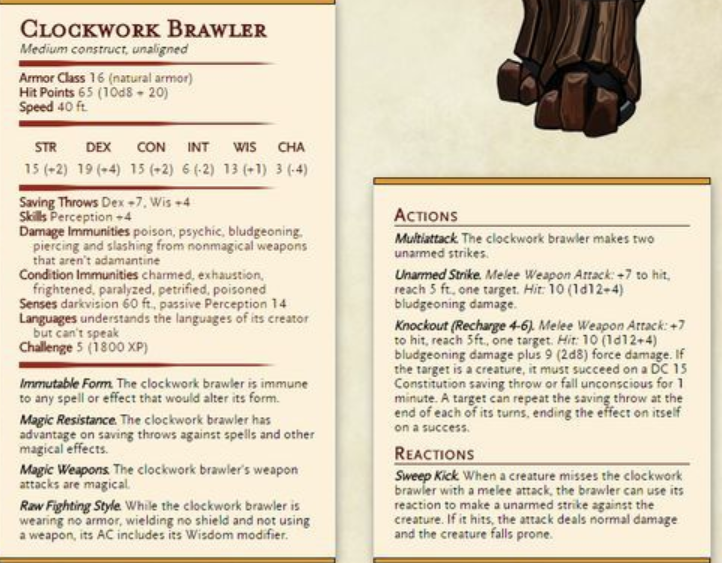 CLOCKWORK BRAWLER
Medium construct, unaligned
Armor Class 16 (natural armor)
Hit Points 65 (10d8 + 20)
Speed 40 ft.
STR DEX CON INT WIS CHA
15 (+2) 19 (+4) 15 (+2) 6 (-2) 13 (+1) 3 (-4)
Saving Throws Dex +7, Wis +4
Skills Perception +4
Damage Immunities poison, psychic, bludgeoning,
piercing and slashing from nonmagical weapons
that aren't adamantine
Condition Immunities charmed, exhaustion,
frightened, paralyzed, petrified, poisoned
Senses darkvision 60 ft., passive Perception 14
Languages understands the languages of its creator
but can't speak
Challenge 5 (1800 XP)
Immutable Form. The clockwork brawler is immune
to any spell or effect that would alter its form.
Magic Resistance. The clockwork brawler has
advantage on saving throws against spells and other
magical effects.
Magic Weapons. The clockwork brawler's weapon
attacks are magical.
Raw Fighting Style. While the clockwork brawler is
wearing no armor, wielding no shield and not using
a weapon, its AC includes its Wisdom modifier.
ACTIONS
Multiattack. The clockwork brawler makes two
unarmed strikes.
Unarmed Strike. Melee Weapon Attack: +7 to hit,
reach 5 ft., one target. Hit: 10 (1d12+4)
bludgeoning damage.
Knockout (Recharge 4-6). Melee Weapon Attack: +7
to hit, reach 5ft., one target. Hit: 10 (1d12+4)
bludgeoning damage plus 9 (2d8) force damage. If
the target is a creature, it must succeed on a DC 15
Constitution saving throw or fall unconscious for 1
minute. A target can repeat the saving throw at the
end of each of its turns, ending the effect on itself
on a success.
REACTIONS
Sweep Kick. When a creature misses the clockwork
brawler with a melee attack, the brawler can use its
reaction to make a unarmed strike against the
creature. If it hits, the attack deals normal damage
and the creature falls prone.